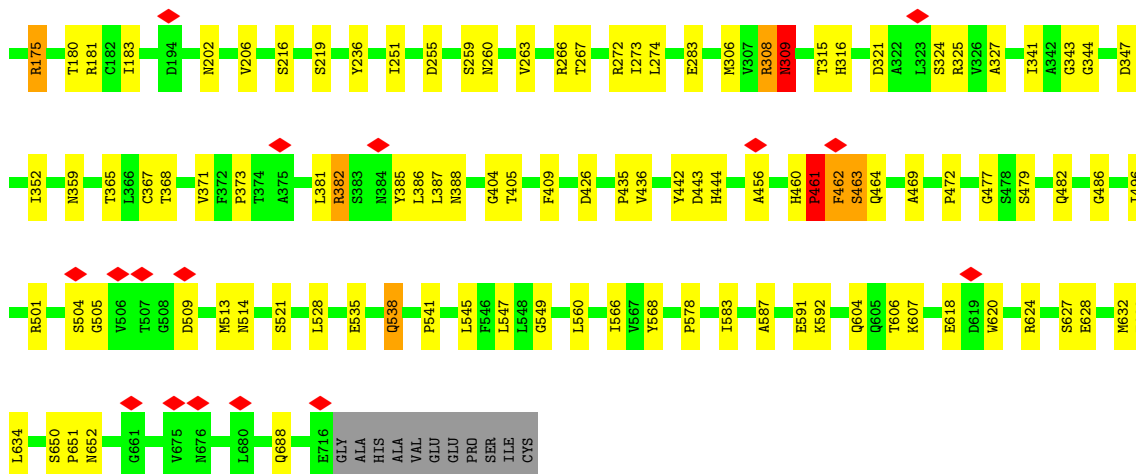 R175 T180 R181 C182 I183 D194 N202 V206 S216 S219 Y236 I251 D255 S259 N260 V263 R266 T267 R272 I273 L274 E283 M306 V307 R308 N309 T315 H316 D321 A322 L323 S324 R325 V326 A327 I341 A342 G343 G344 D347
I352 N359 T365 L366 C367 T368 V371 F372 P373 T374 A375 L381 R382 S383 N384 Y385 L386 L387 N388 G404 T405 F409 D426 P435 V436 Y442 D443 H444 A456 H460 P461 F462 S463 Q464 A469 P472 G477 S478 S479 Q482 G486
R501 S504 G505 V506 T507 G508 D509 M513 N514 S521 L528 E535 Q538 P541 L545 F546 L547 L548 G549 L560 I566 V567 Y568 P578 I583 A587 E591 K592 Q604 Q605 T606 K607 E618 D619 W620 R624 S627 E628 M632
L634 S650 P651 N652 G661 V675 N676 L680 Q688 E716 GLY ALA HIS ALA VAL GLU GLU PRO SER ILE CYS